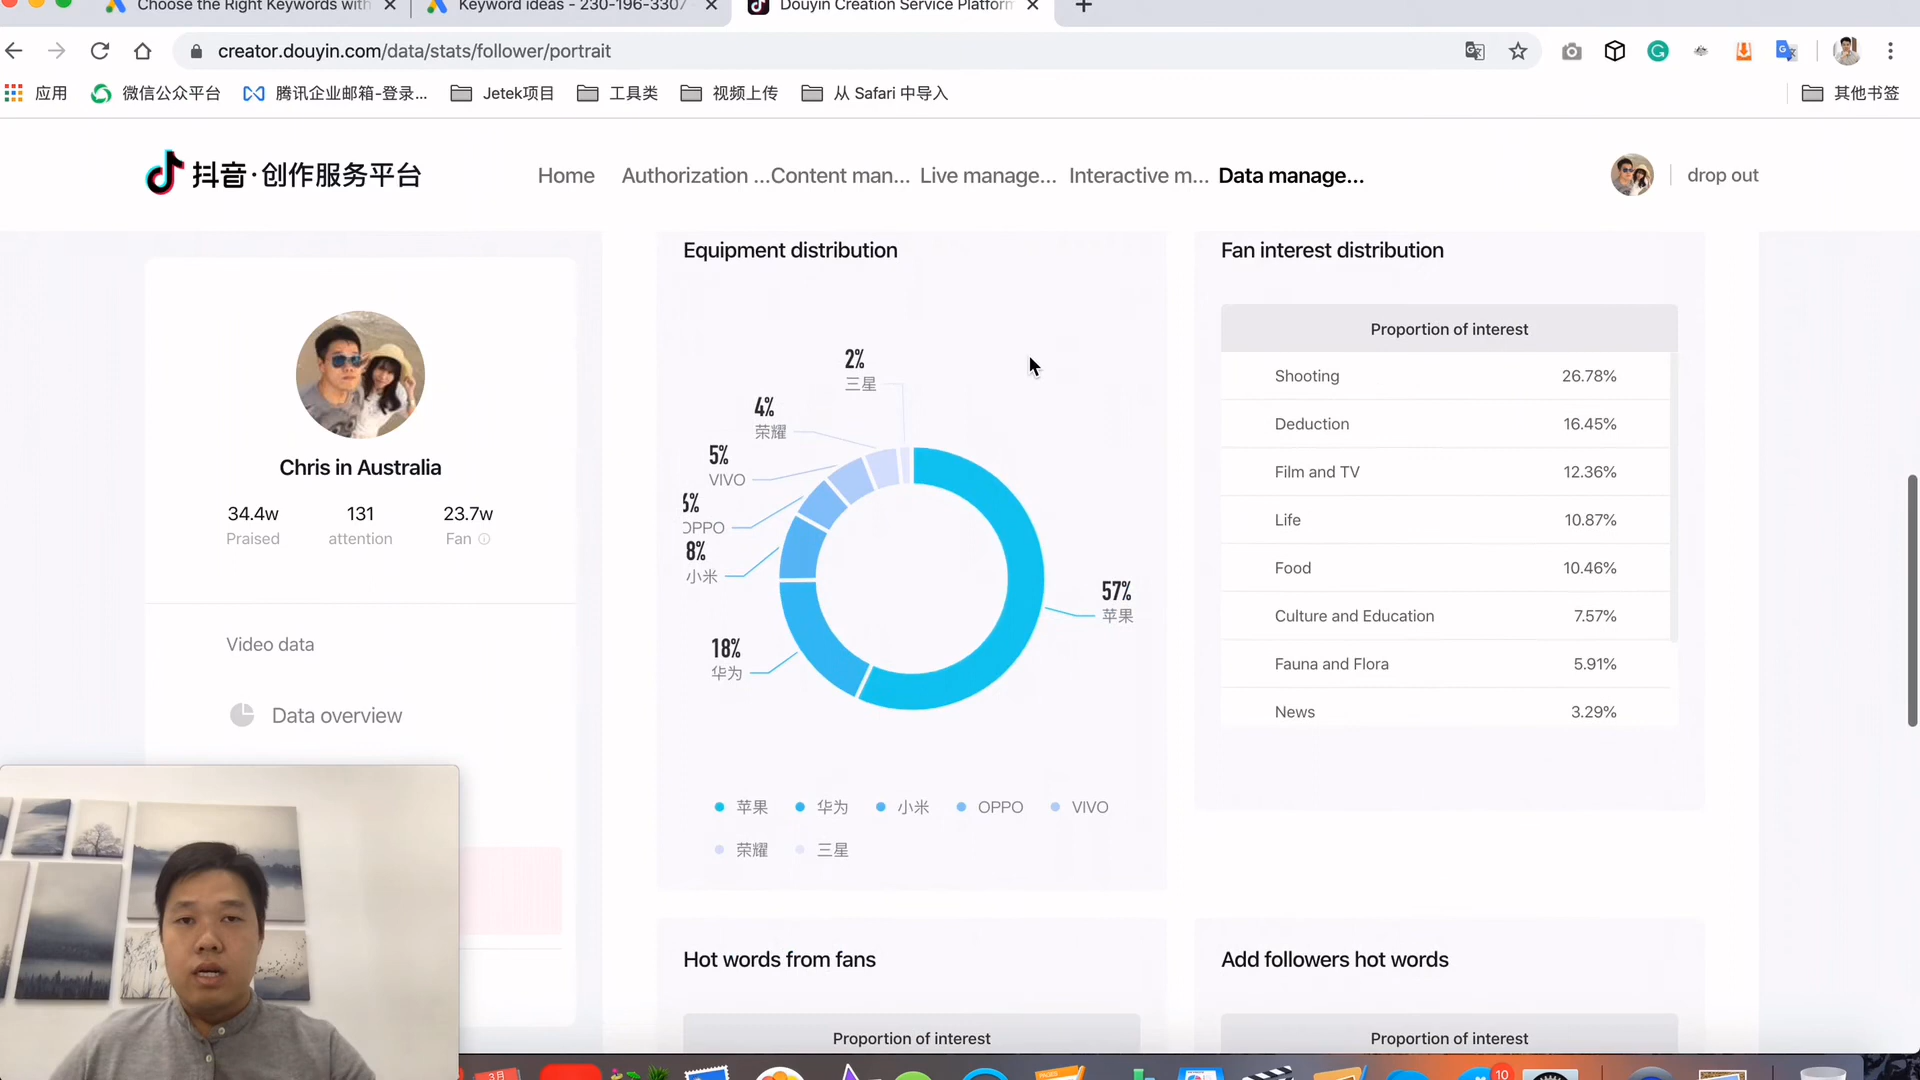 Choose the Right Keywords with
Keyword ideas - 230-196-3307
Douyin Creation Service Platform
creator.douyin.com/data/stats/follower/portrait
应用
微信公众平台
腾讯企业邮箱-登录...
Jetek项目
工具类
视频上传
从 Safari 中导入
其他书签
抖音·创作服务平台
Home
Authorization ...
Content man...
Live manage...
Interactive m...
Data manage...
drop out
Chris in Australia
34.4w
Praised
131
attention
23.7w
Fan
Video data
Data overview
Equipment distribution
2%
三星
4%
荣耀
5%
VIVO
6%
OPPO
8%
小米
18%
华为
57%
苹果
苹果 华为 小米 OPPO VIVO
荣耀 三星
Fan interest distribution
Proportion of interest
Shooting 26.78%
Deduction 16.45%
Film and TV 12.36%
Life 10.87%
Food 10.46%
Culture and Education 7.57%
Fauna and Flora 5.91%
News 3.29%
Hot words from fans
Proportion of interest
Add followers hot words
Proportion of interest
3月
PAGES
10